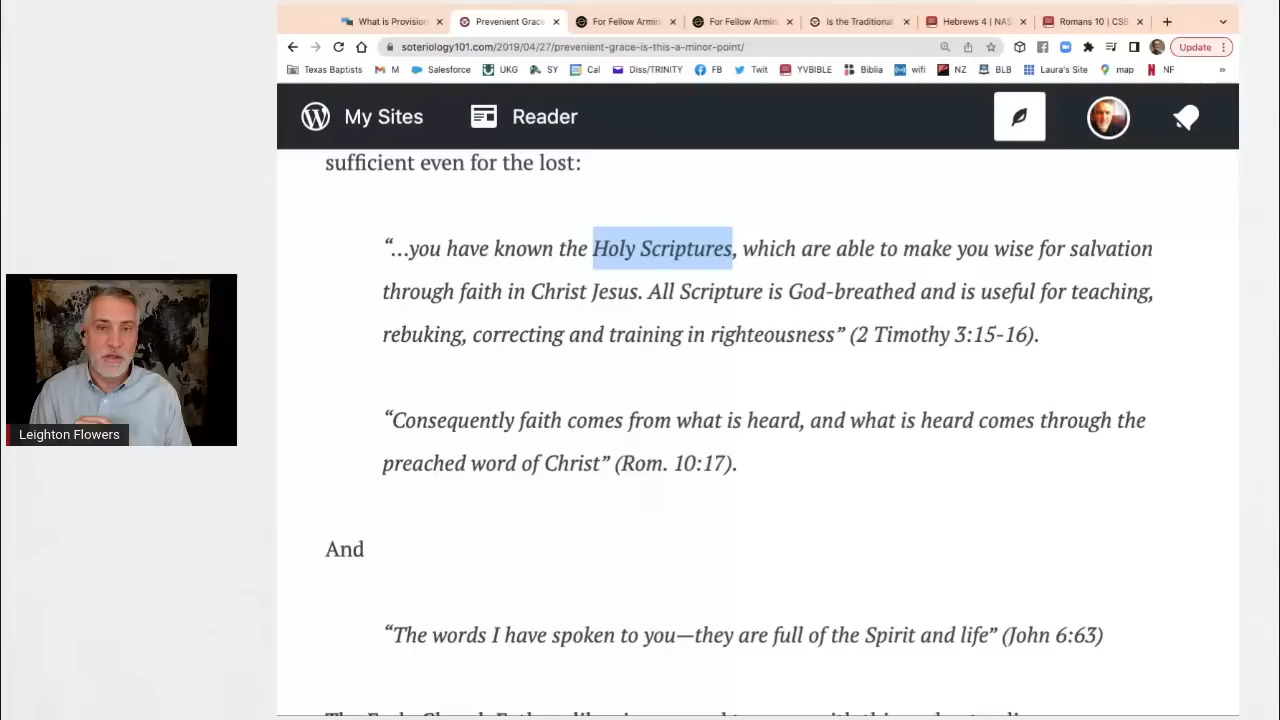 What is Provision
Prevenient Grace
For Fellow Armin
For Fellow Armin
Is the Traditional
Hebrews 4 | NAS
Romans 10 | CSB
soteriology101.com/2019/04/27/prevenient-grace-is-this-a-minor-point/
Update
Texas Baptists
M
Salesforce
UKG
SY
Cal
Diss/TRINITY
FB
Twit
YVBIBLE
Biblia
wifi
NZ
BLB
Laura's Site
map
NF
»
My Sites
Reader
sufficient even for the lost:
“…you have known the Holy Scriptures, which are able to make you wise for salvation
through faith in Christ Jesus. All Scripture is God-breathed and is useful for teaching,
rebuking, correcting and training in righteousness” (2 Timothy 3:15-16).
“Consequently faith comes from what is heard, and what is heard comes through the
preached word of Christ” (Rom. 10:17).
And
“The words I have spoken to you—they are full of the Spirit and life” (John 6:63)
Leighton Flowers